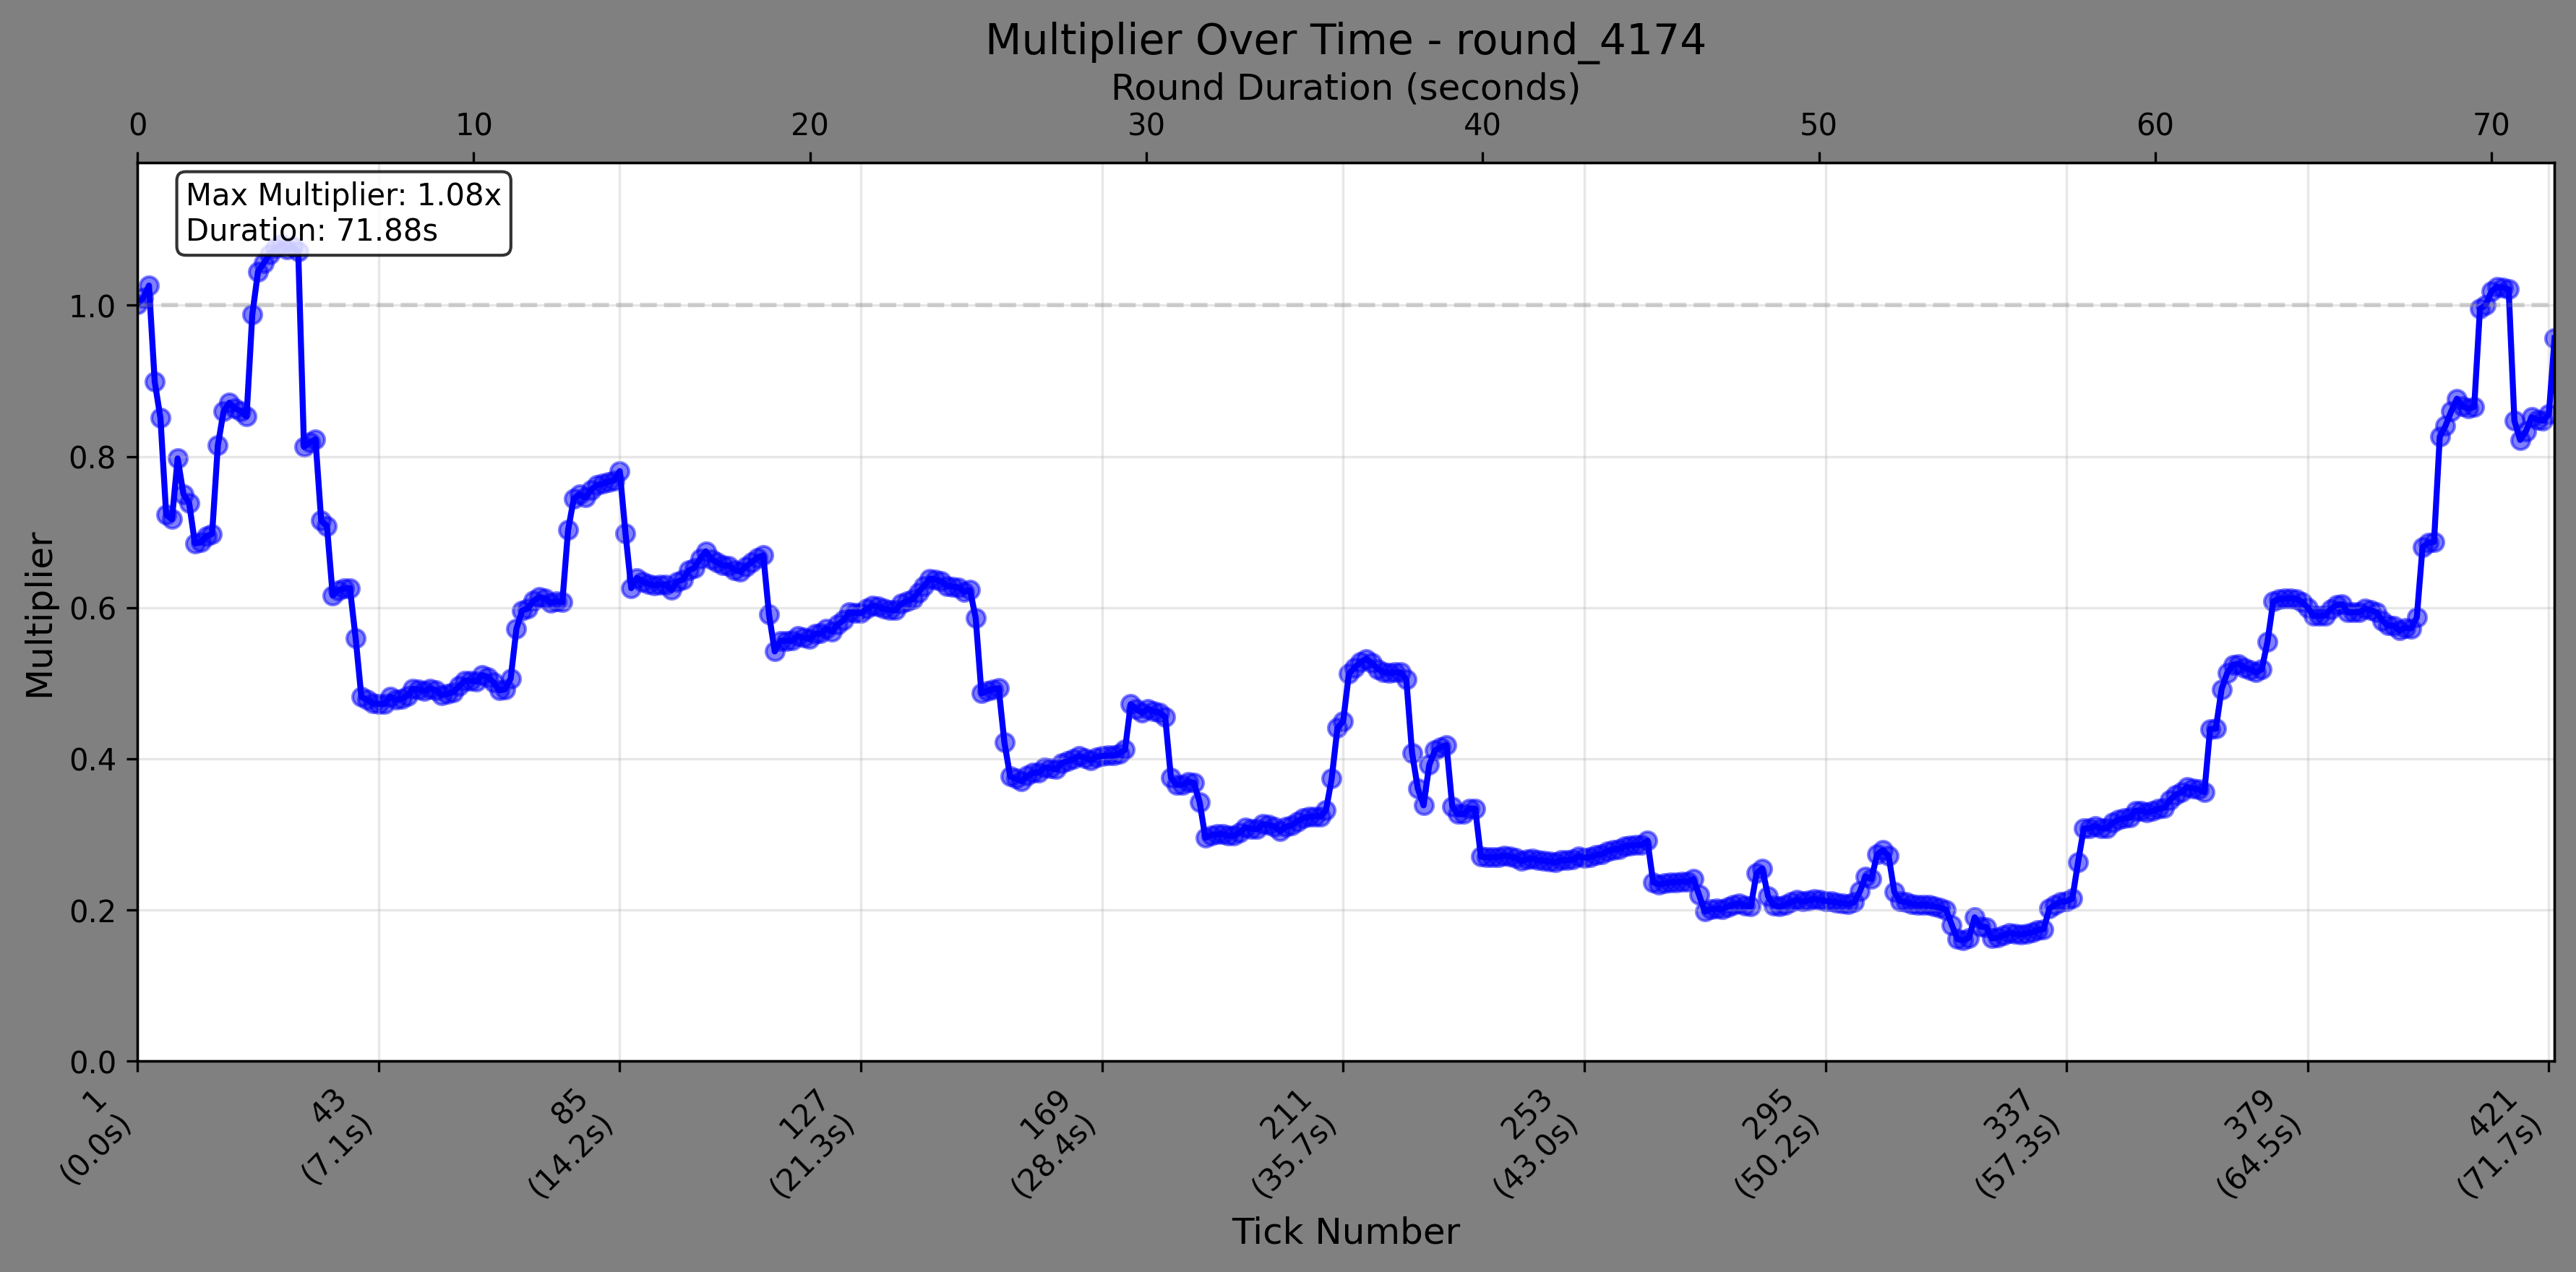 Multiplier Over Time - round_4174
Round Duration (seconds)
0 10 20 30 40 50 60 70
Max Multiplier: 1.08x
Duration: 71.88s
Multiplier
1.0
0.8
0.6
0.4
0.2
0.0
1 (0.0s)
43 (7.1s)
85 (14.2s)
127 (21.3s)
169 (28.4s)
211 (35.7s)
253 (43.0s)
295 (50.2s)
337 (57.3s)
379 (64.5s)
421 (71.7s)
Tick Number